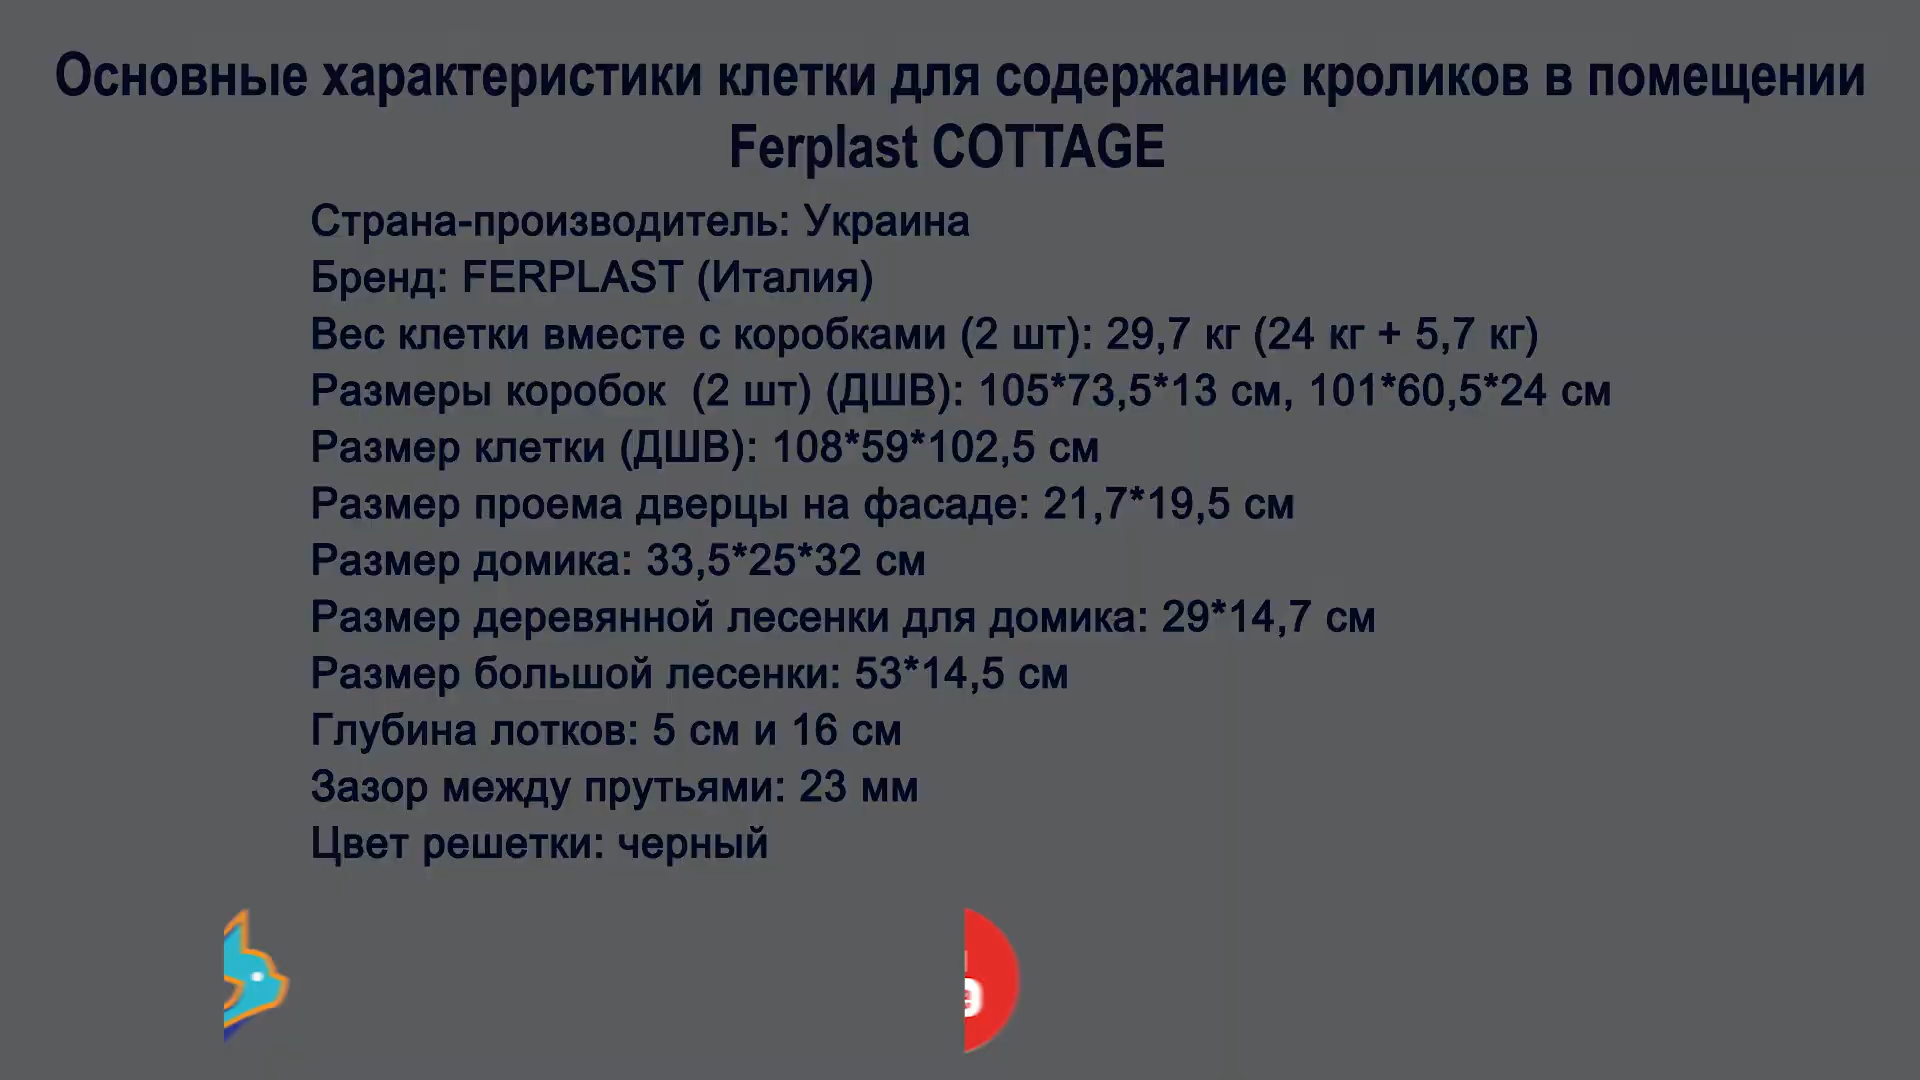 Основные характеристики клетки для содержание кроликов в помещении
Ferplast COTTAGE
Страна-производитель: Украина
Бренд: FERPLAST (Италия)
Вес клетки вместе с коробками (2 шт): 29,7 кг (24 кг + 5,7 кг)
Размеры коробок  (2 шт) (ДШВ): 105*73,5*13 см, 101*60,5*24 см
Размер клетки (ДШВ): 108*59*102,5 см
Размер проема дверцы на фасаде: 21,7*19,5 см
Размер домика: 33,5*25*32 см
Размер деревянной лесенки для домика: 29*14,7 см
Размер большой лесенки: 53*14,5 см
Глубина лотков: 5 см и 16 см
Зазор между прутьями: 23 мм
Цвет решетки: черный